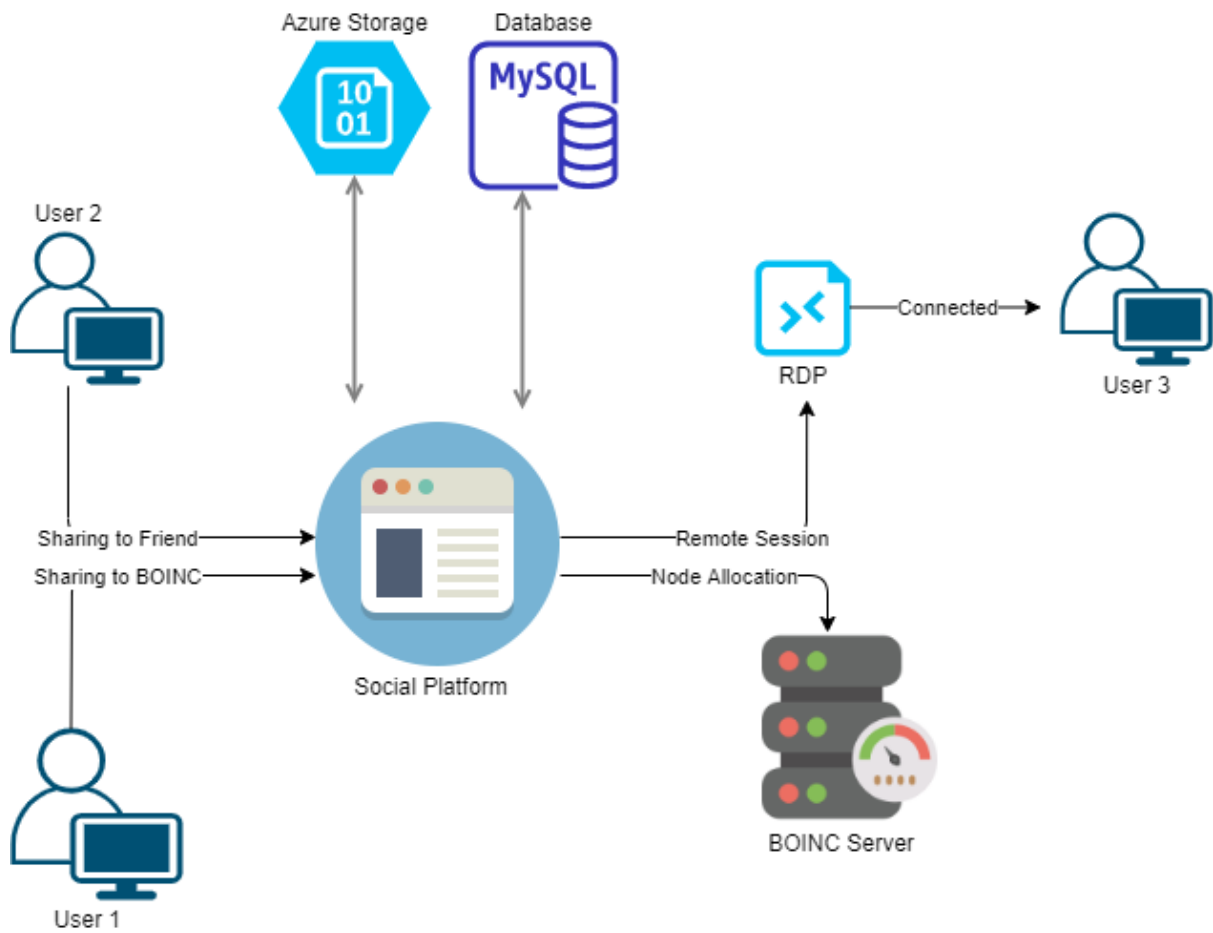 Azure Storage
Database
10
01
MySQL
User 2
Connected
RDP
User 3
Sharing to Friend
Remote Session
Sharing to BOINC
Node Allocation
Social Platform
BOINC Server
User 1